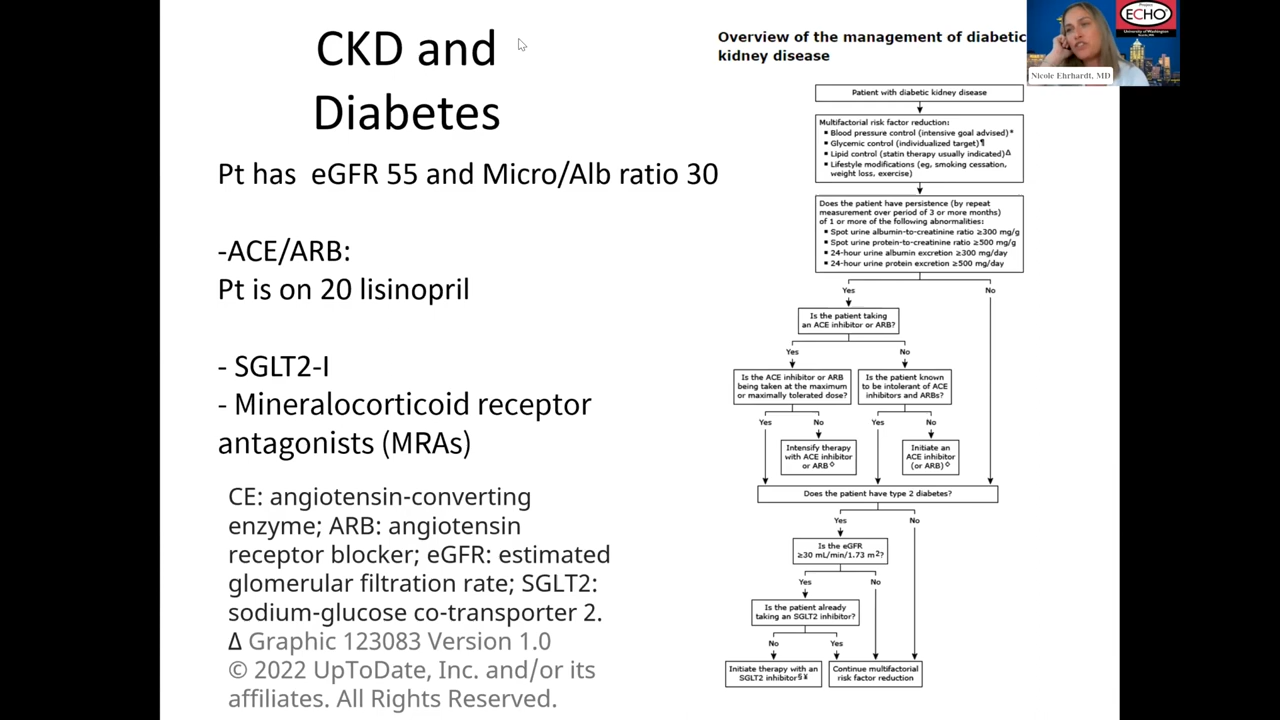 CKD and
Diabetes
Pt has eGFR 55 and Micro/Alb ratio 30
-ACE/ARB:
Pt is on 20 lisinopril
- SGLT2-I
- Mineralocorticoid receptor
antagonists (MRAs)
CE: angiotensin-converting
enzyme; ARB: angiotensin
receptor blocker; eGFR: estimated
glomerular filtration rate; SGLT2:
sodium-glucose co-transporter 2.
Δ Graphic 123083 Version 1.0
© 2022 UpToDate, Inc. and/or its
affiliates. All Rights Reserved.
Overview of the management of diabetic
kidney disease
Patient with diabetic kidney disease
Multifactorial risk factor reduction:
▪ Blood pressure control (intensive goal advised)*
▪ Glycemic control (individualized target)¶
▪ Lipid control (statin therapy usually indicated)Δ
▪ Lifestyle modifications (eg, smoking cessation,
weight loss, exercise)
Does the patient have persistence (by repeat
measurement over period of 3 or more months)
of 1 or more of the following abnormalities:
▪ Spot urine albumin-to-creatinine ratio ≥300 mg/g
▪ Spot urine protein-to-creatinine ratio ≥500 mg/g
▪ 24-hour urine albumin excretion ≥300 mg/day
▪ 24-hour urine protein excretion ≥500 mg/day
Yes
No
Is the patient taking
an ACE inhibitor or ARB?
Yes
No
Is the ACE inhibitor or ARB
being taken at the maximum
or maximally tolerated dose?
Is the patient known
to be intolerant of ACE
inhibitors and ARBs?
Yes
No
Yes
No
Intensify therapy
with ACE inhibitor
or ARB◊
Initiate an
ACE inhibitor
(or ARB)◊
Does the patient have type 2 diabetes?
Yes
No
Is the eGFR
≥30 mL/min/1.73 m²?
Yes
No
Is the patient already
taking an SGLT2 inhibitor?
No
Yes
Initiate therapy with an
SGLT2 inhibitor§¥
Continue multifactorial
risk factor reduction
Project
ECHO
University of Washington
Nicole Ehrhardt, MD